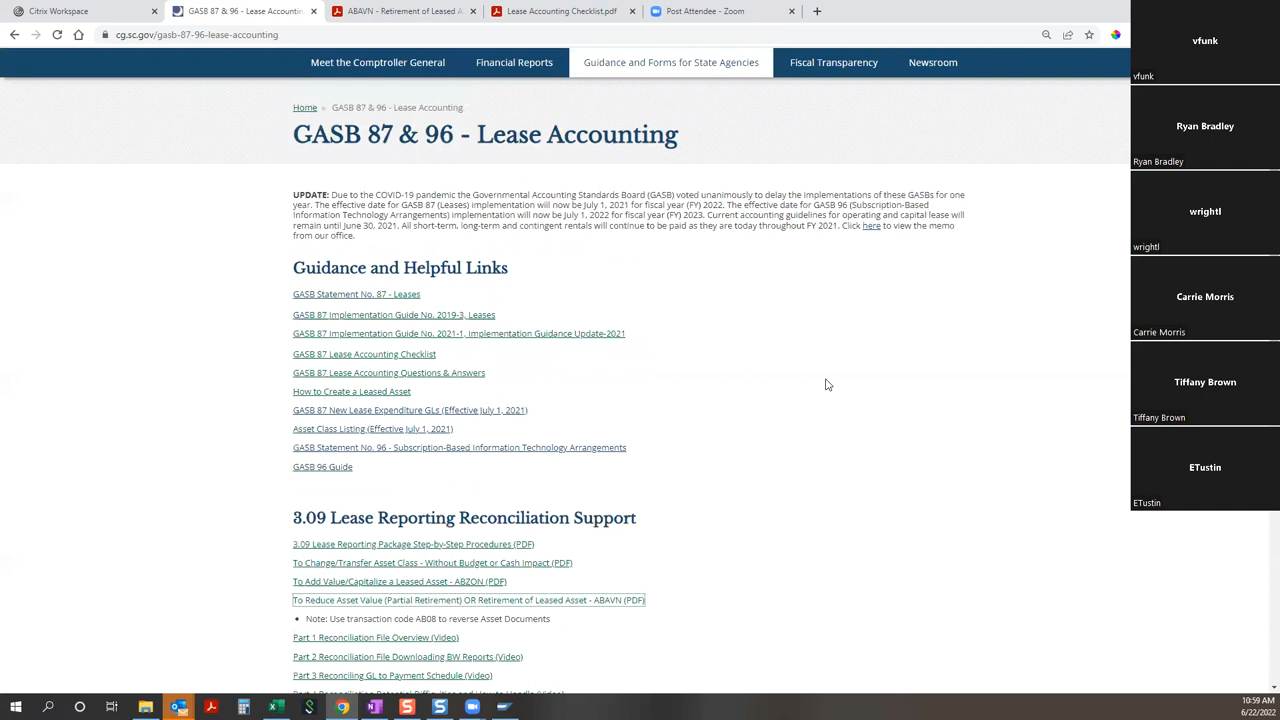 Citrix Workspace
GASB 87 & 96 - Lease Accountin
ABAVN - Retirement of Leased A
Lease Accounting Checklist.pdf
Post Attendee - Zoom
cg.sc.gov/gasb-87-96-lease-accounting
Meet the Comptroller General
Financial Reports
Guidance and Forms for State Agencies
Fiscal Transparency
Newsroom
Home » GASB 87 & 96 - Lease Accounting
GASB 87 & 96 - Lease Accounting
UPDATE: Due to the COVID-19 pandemic the Governmental Accounting Standards Board (GASB) voted unanimously to delay the implementations of these GASBs for one
year. The effective date for GASB 87 (Leases) implementation will now be July 1, 2021 for fiscal year (FY) 2022. The effective date for GASB 96 (Subscription-Based
Information Technology Arrangements) implementation will now be July 1, 2022 for fiscal year (FY) 2023. Current accounting guidelines for operating and capital lease will
remain until June 30, 2021. All short-term, long-term and contingent rentals will continue to be paid as they are today throughout FY 2021. Click here to view the memo
from our office.
Guidance and Helpful Links
GASB Statement No. 87 - Leases
GASB 87 Implementation Guide No. 2019-3, Leases
GASB 87 Implementation Guide No. 2021-1, Implementation Guidance Update-2021
GASB 87 Lease Accounting Checklist
GASB 87 Lease Accounting Questions & Answers
How to Create a Leased Asset
GASB 87 New Lease Expenditure GLs (Effective July 1, 2021)
Asset Class Listing (Effective July 1, 2021)
GASB Statement No. 96 - Subscription-Based Information Technology Arrangements
GASB 96 Guide
3.09 Lease Reporting Reconciliation Support
3.09 Lease Reporting Package Step-by-Step Procedures (PDF)
To Change/Transfer Asset Class - Without Budget or Cash Impact (PDF)
To Add Value/Capitalize a Leased Asset - ABZON (PDF)
To Reduce Asset Value (Partial Retirement) OR Retirement of Leased Asset - ABAVN (PDF)
• Note: Use transaction code AB08 to reverse Asset Documents
Part 1 Reconciliation File Overview (Video)
Part 2 Reconciliation File Downloading BW Reports (Video)
Part 3 Reconciling GL to Payment Schedule (Video)
Part 4 Reconciliation Potential Difficulties and How to Handle (Video)
vfunk
vfunk
Ryan Bradley
Ryan Bradley
wrightl
wrightl
Carrie Morris
Carrie Morris
Tiffany Brown
Tiffany Brown
ETustin
ETustin
10:59 AM
6/22/2022